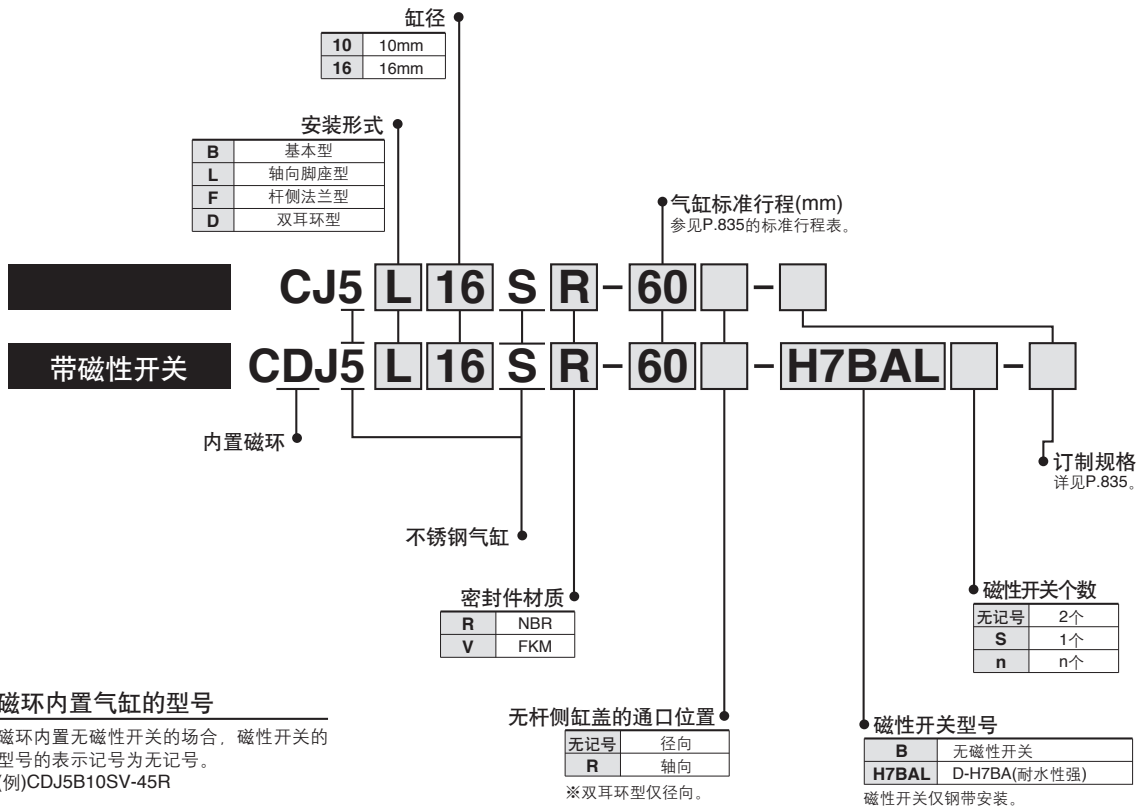 缸径
10 10mm
16 16mm
安装形式
B 基本型
L 轴向脚座型
F 杆侧法兰型
D 双耳环型
气缸标准行程(mm)
参见P.835的标准行程表。
CJ5 L 16 S R - 60 -
带磁性开关 CDJ5 L 16 S R - 60 - H7BAL -
内置磁环
订制规格
详见P.835。
不锈钢气缸
密封件材质
R NBR
V FKM
磁性开关个数
无记号 2个
S 1个
n n个
磁环内置气缸的型号
磁环内置无磁性开关的场合，磁性开关的
型号的表示记号为无记号。
(例)CDJ5B10SV-45R
无杆侧缸盖的通口位置
无记号 径向
R 轴向
※双耳环型仅径向。
磁性开关型号
B 无磁性开关
H7BAL D-H7BA(耐水性强)
磁性开关仅钢带安装。